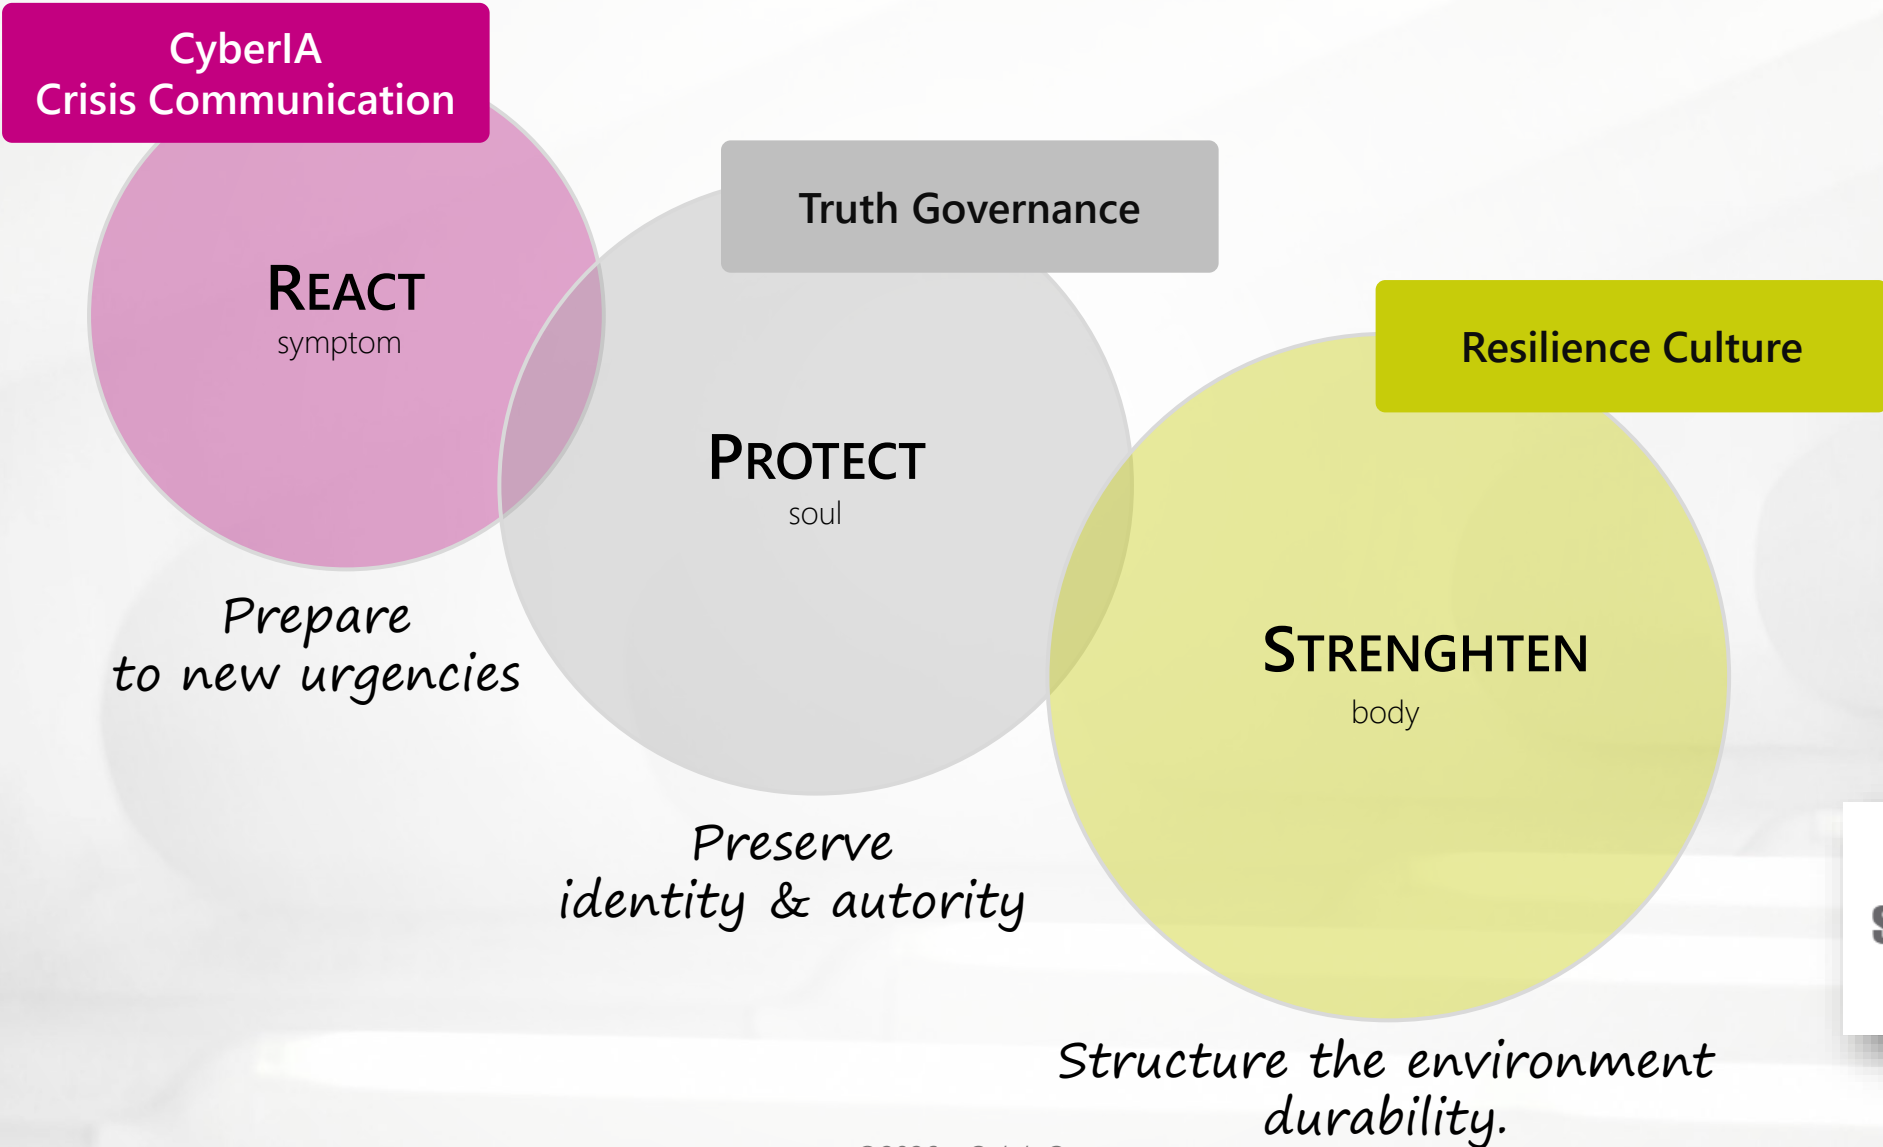 CyberIA
Crisis Communication
REACT
symptom
Prepare
to new urgencies
Truth Governance
PROTECT
soul
Preserve
identity & autority
Resilience Culture
STRENGHTEN
body
Structure the environment
durability.